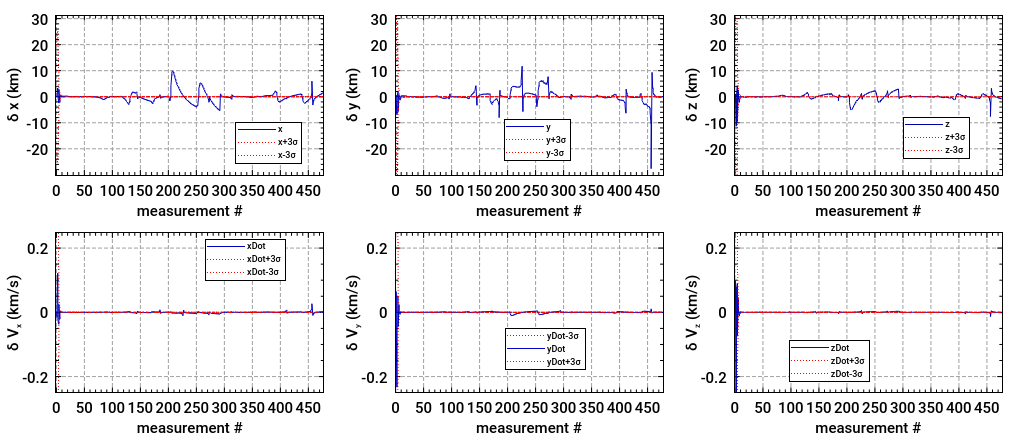 δ x (km)
30
20
10
0
-10
-20
x
x+3σ
x-3σ
0 50 100 150 200 250 300 350 400 450
measurement #
δ y (km)
30
20
10
0
-10
-20
y
y+3σ
y-3σ
0 50 100 150 200 250 300 350 400 450
measurement #
δ z (km)
30
20
10
0
-10
-20
z
z+3σ
z-3σ
0 50 100 150 200 250 300 350 400 450
measurement #
δ Vx (km/s)
0.2
0
-0.2
xDot
xDot+3σ
xDot-3σ
0 50 100 150 200 250 300 350 400 450
measurement #
δ Vy (km/s)
0.2
0
-0.2
yDot-3σ
yDot
yDot+3σ
0 50 100 150 200 250 300 350 400 450
measurement #
δ Vz (km/s)
0.2
0
-0.2
zDot
zDot+3σ
zDot-3σ
0 50 100 150 200 250 300 350 400 450
measurement #